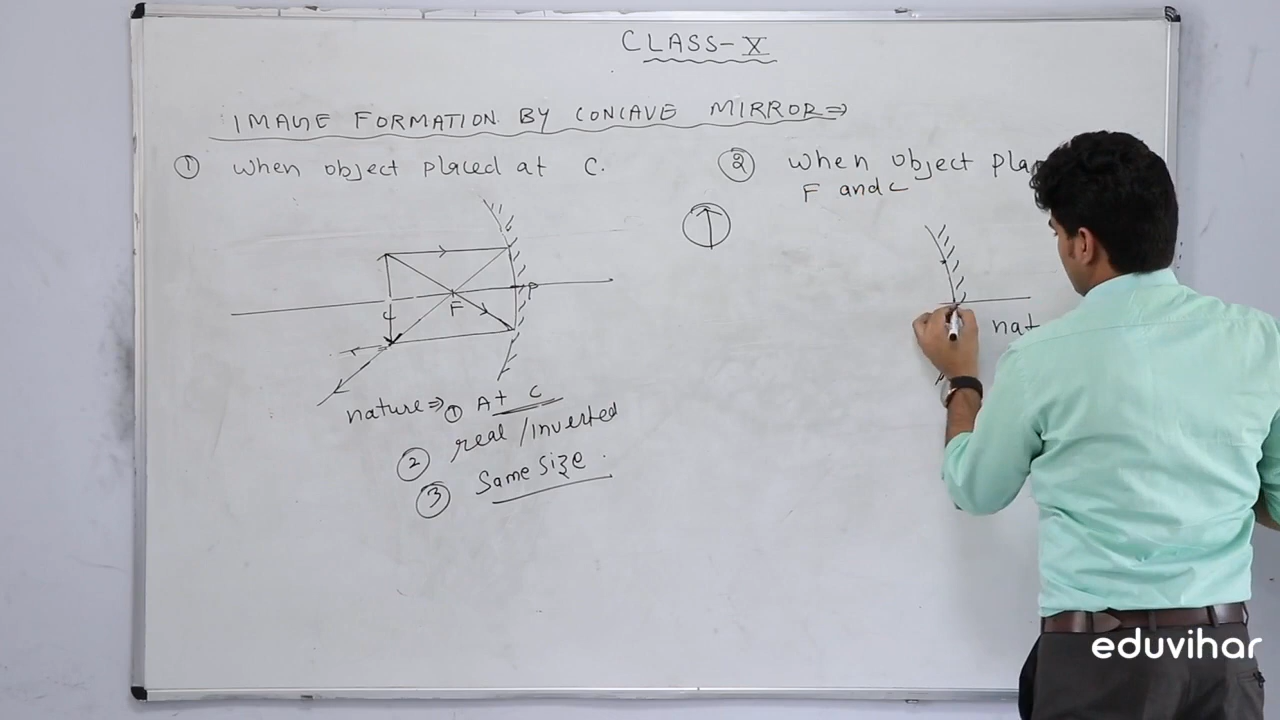 CLASS-X
IMAGE FORMATION BY CONCAVE MIRROR⇒
① when object placed at C.
② when object pla
F and C
F
P
C
nat
nature⇒ ① At C
② real/inverted
③ Same Size.
eduvihar